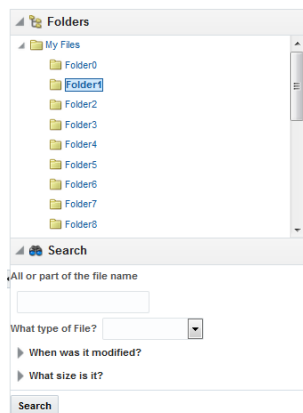 Folders
My Files
Folder0
Folder1
Folder2
Folder3
Folder4
Folder5
Folder6
Folder7
Folder8
Search
All or part of the file name
What type of File?
When was it modified?
What size is it?
Search